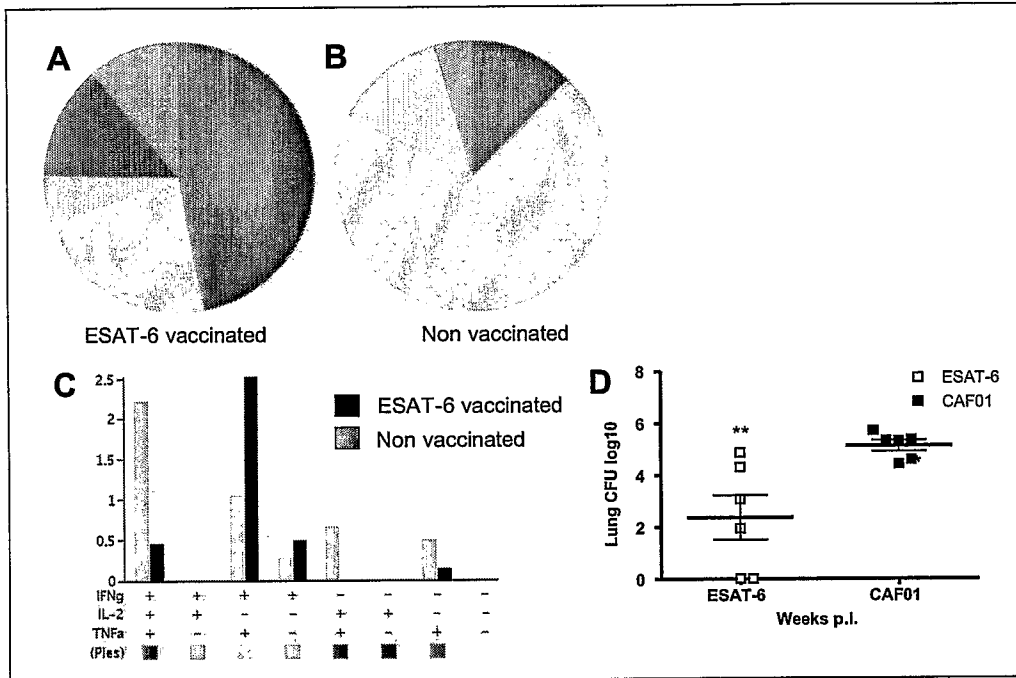 A
B
ESAT-6 vaccinated
Non vaccinated
C
2.5
2
1.5
1
0.5
0
ESAT-6 vaccinated
Non vaccinated
IFNg + + + + - - - -
IL-2 + + - - + + - -
TNFa + - + - + - + -
(Pies)
D
8
6
4
2
0
Lung CFU log10
ESAT-6
CAF01
**
*
ESAT-6 CAF01
Weeks p.I.